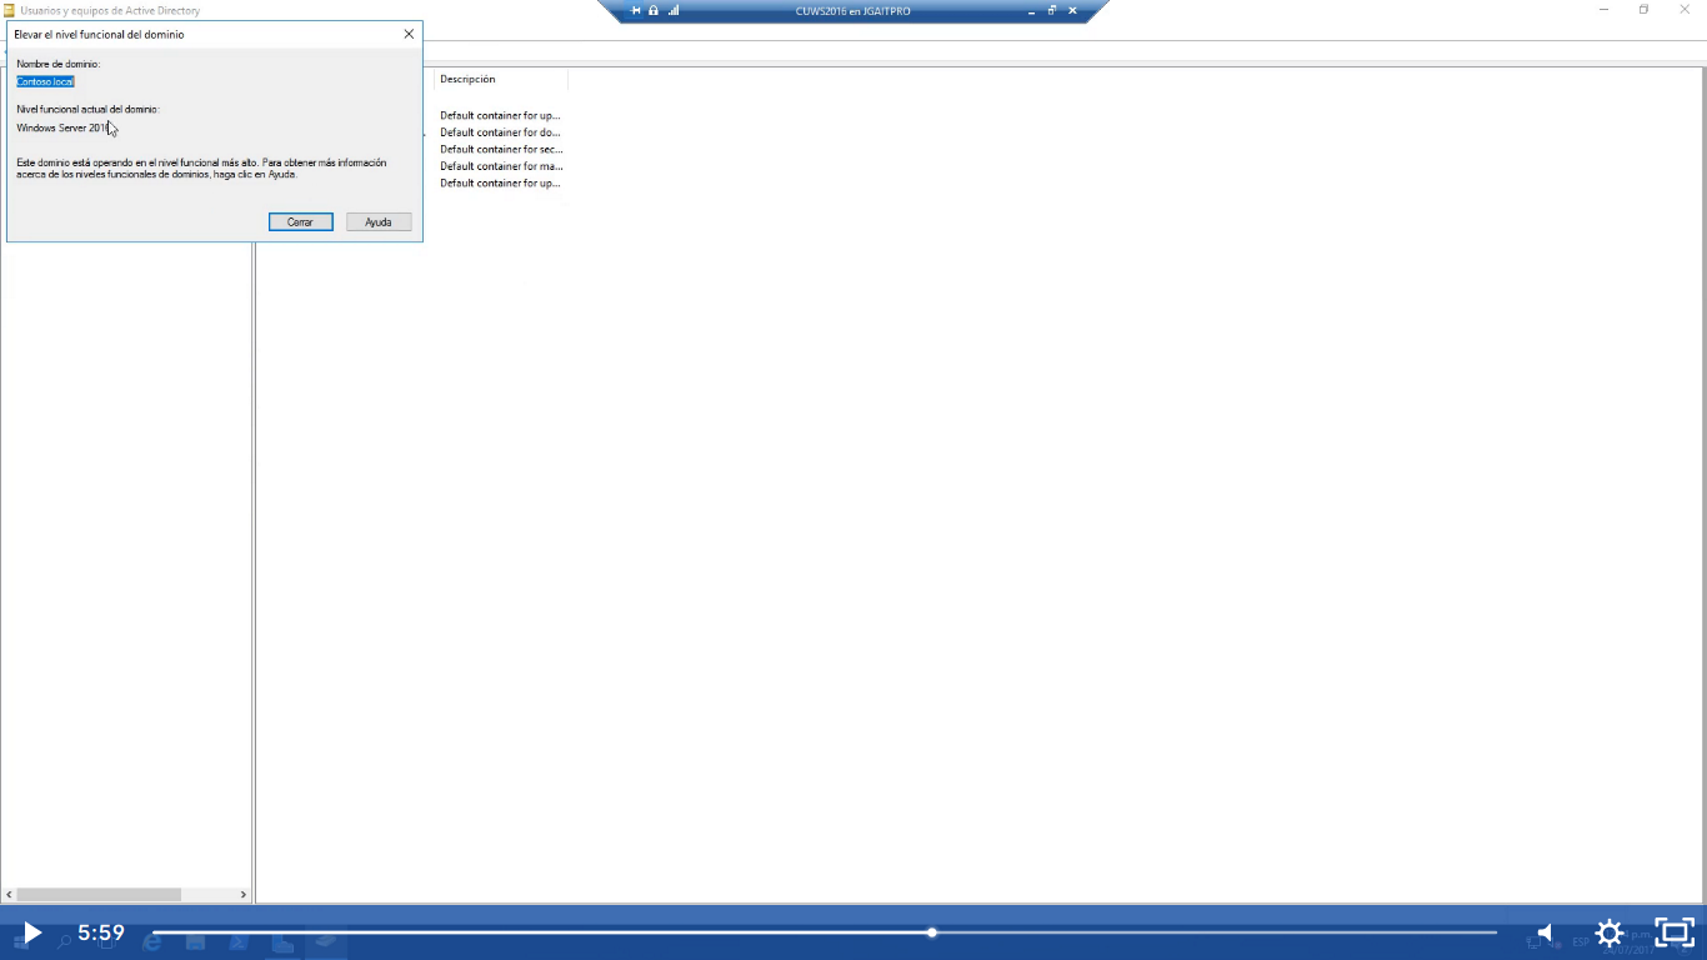 Usuarios y equipos de Active Directory
CUWS2016 en JGAITPRO
Elevar el nivel funcional del dominio
Nombre de dominio:
Contoso.local
Nivel funcional actual del dominio:
Windows Server 2016
Este dominio está operando en el nivel funcional más alto. Para obtener más información
acerca de los niveles funcionales de dominios, haga clic en Ayuda.
Cerrar
Ayuda
Descripción
Default container for up...
Default container for do...
Default container for sec...
Default container for ma...
Default container for up...
5:59
ESP
p.m.
24/07/2017